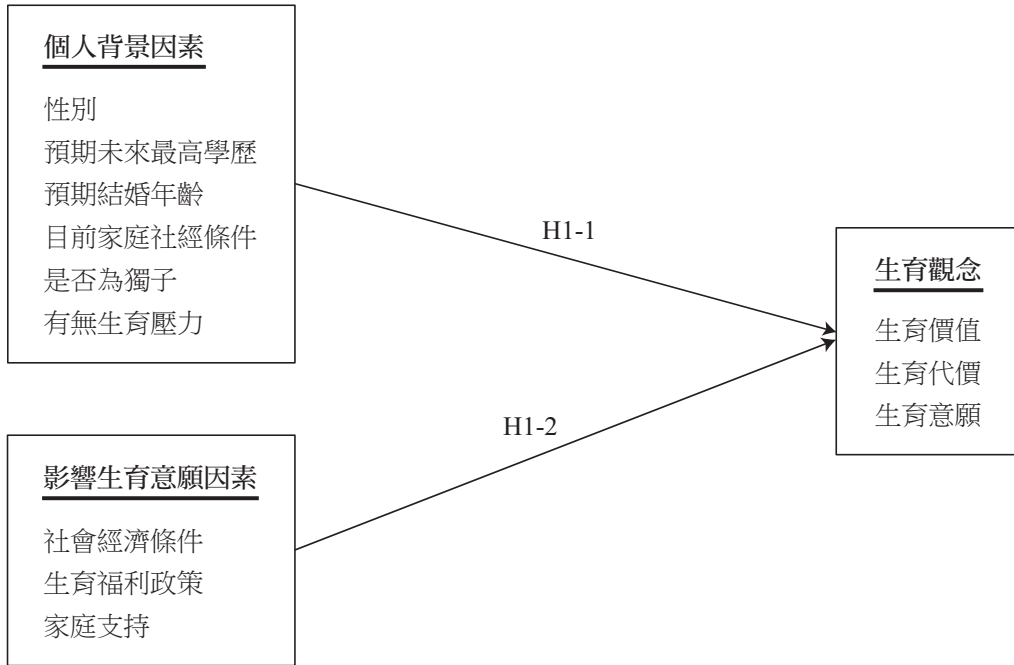 個人背景因素
性別
預期未來最高學歷
預期結婚年齡
目前家庭社經條件
是否為獨子
有無生育壓力
H1-1
生育觀念
生育價值
生育代價
生育意願
H1-2
影響生育意願因素
社會經濟條件
生育福利政策
家庭支持